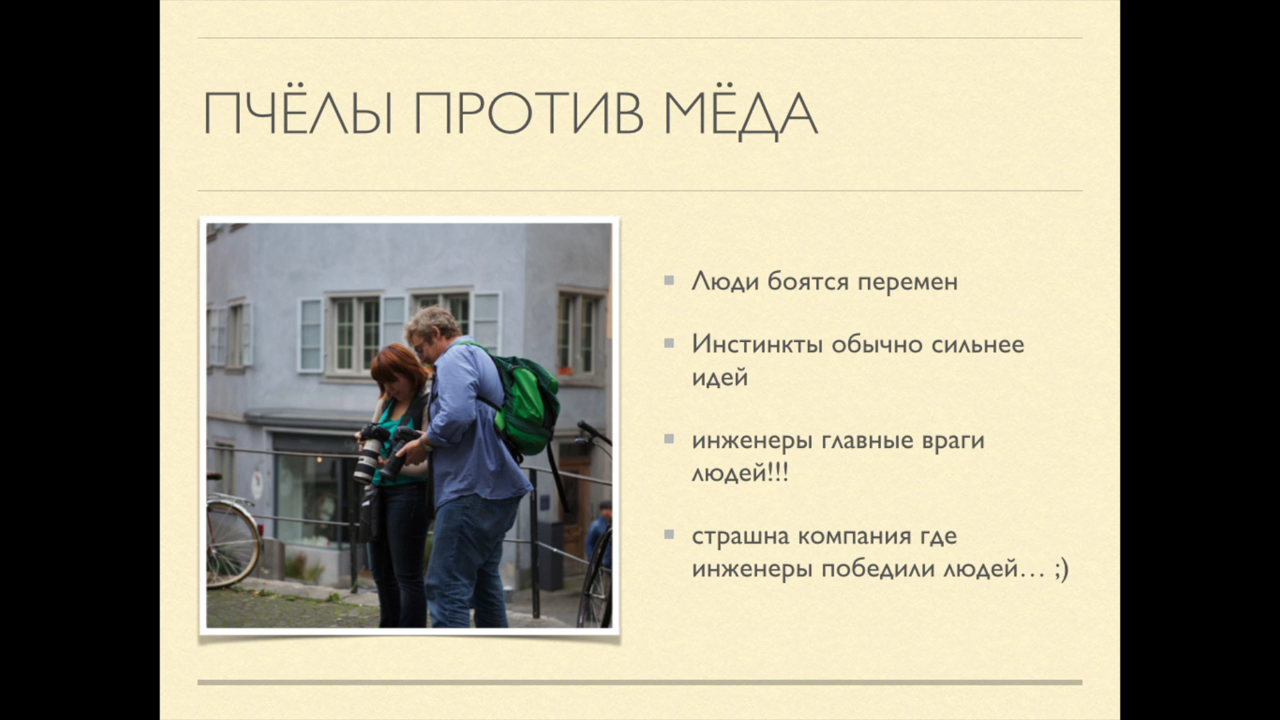 ПЧЁЛЫ ПРОТИВ МЁДА
Люди боятся перемен
Инстинкты обычно сильнее
идей
инженеры главные враги
людей!!!
страшна компания где
инженеры победили людей… ;)